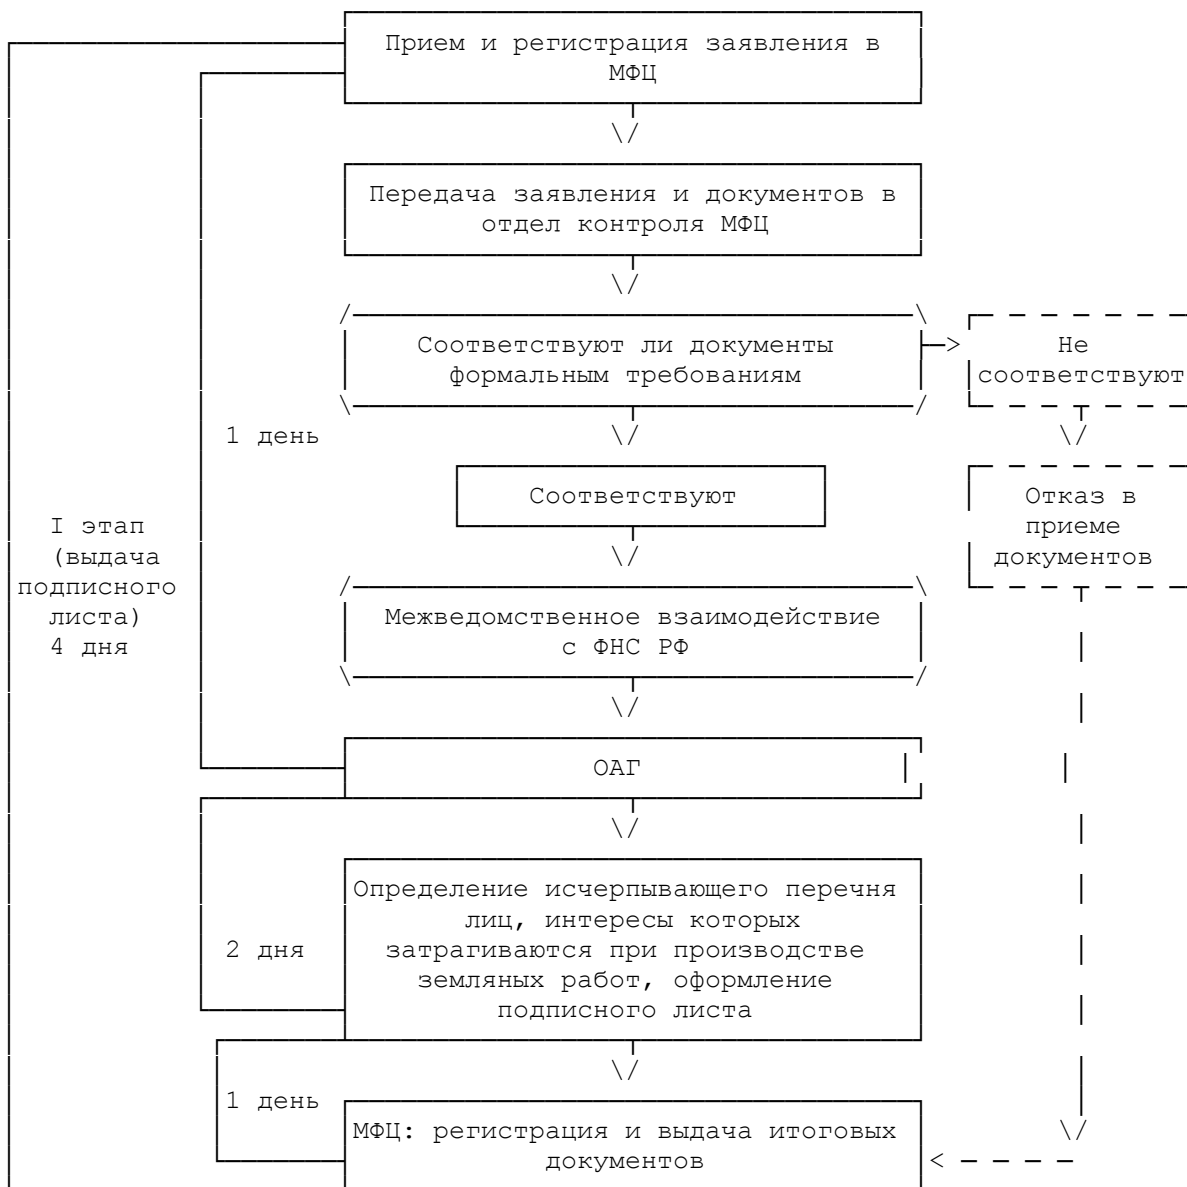 Прием и регистрация заявления в
МФЦ
Передача заявления и документов в
отдел контроля МФЦ
Соответствуют ли документы
формальным требованиям
Не
соответствуют
1 день
Соответствуют
Отказ в
приеме
документов
I этап
(выдача
подписного
листа)
4 дня
Межведомственное взаимодействие
с ФНС РФ
ОАГ
Определение исчерпывающего перечня
лиц, интересы которых
затрагиваются при производстве
земляных работ, оформление
подписного листа
2 дня
1 день
МФЦ: регистрация и выдача итоговых
документов